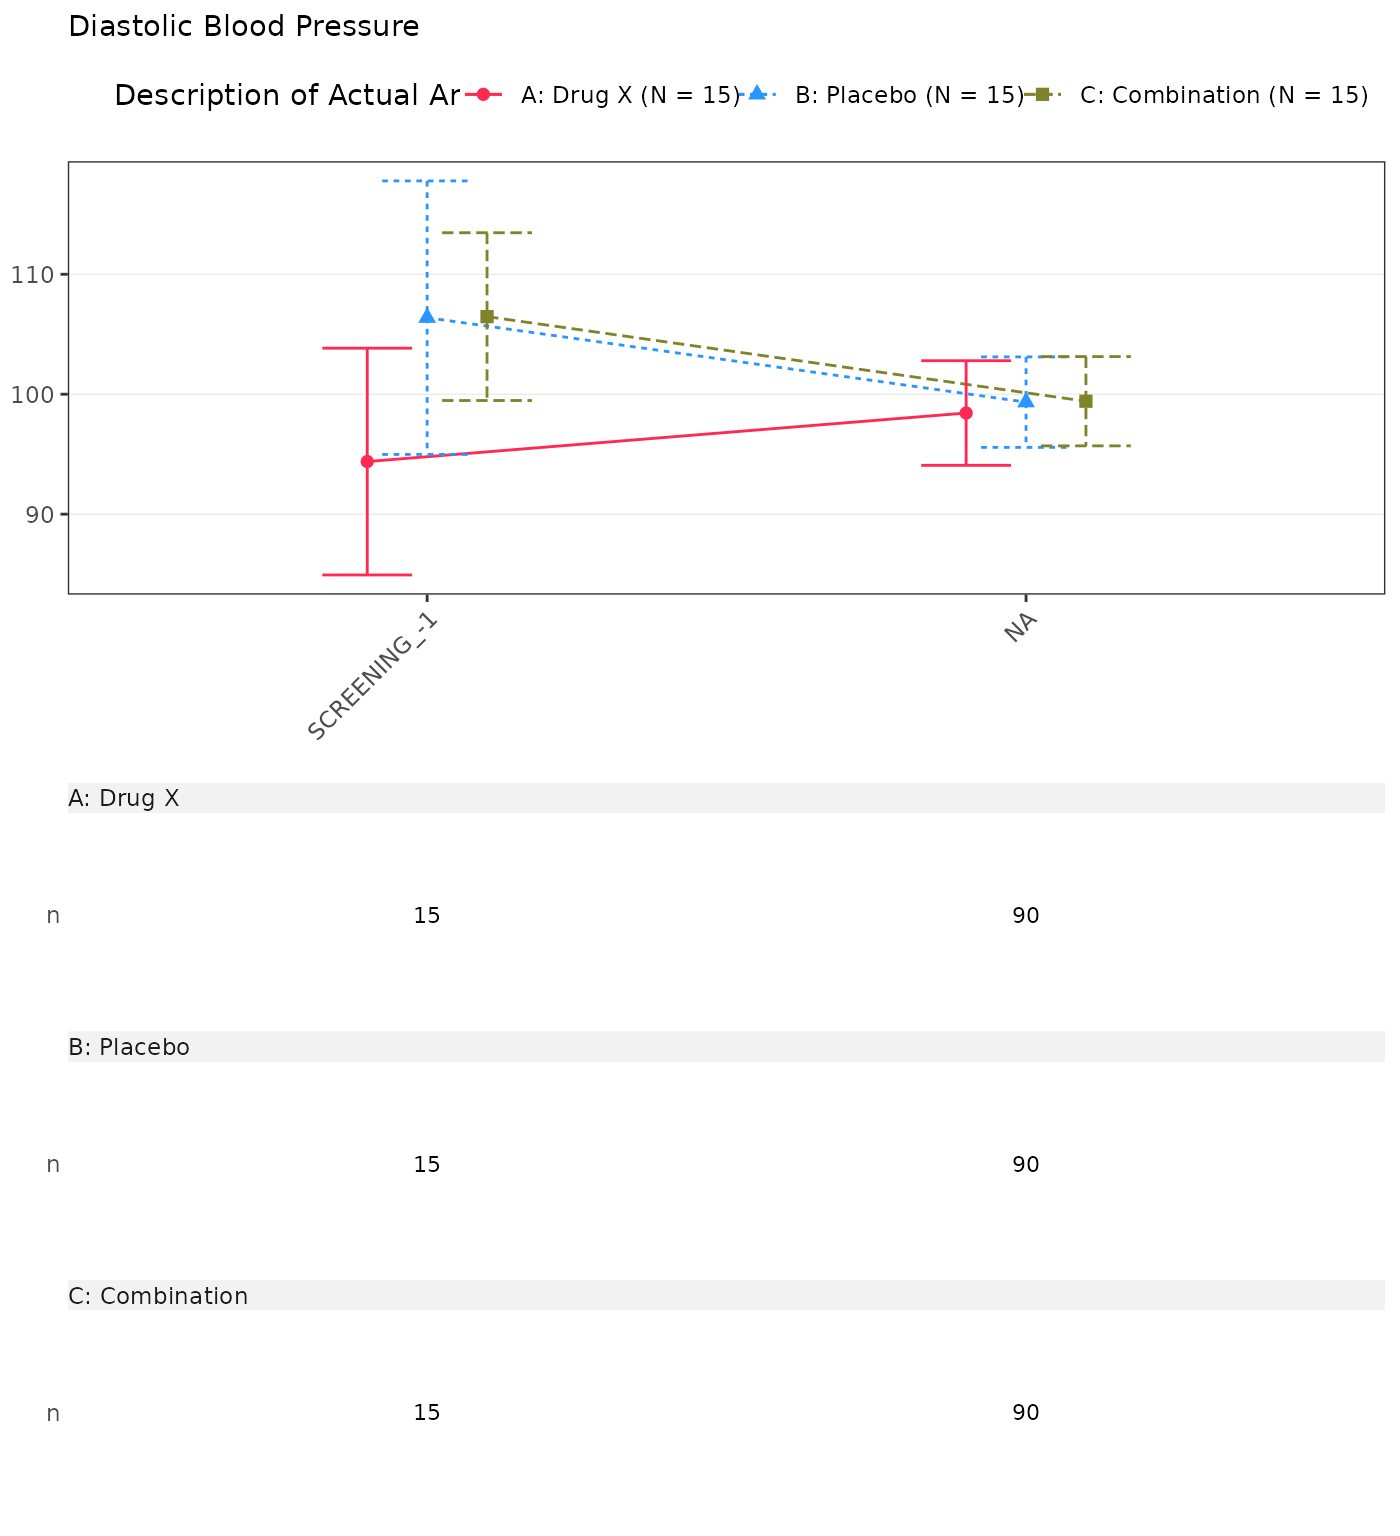 Diastolic Blood Pressure
Description of Actual Ar A: Drug X (N = 15) B: Placebo (N = 15) C: Combination (N = 15)
110
100
90
SCREENING_-1 NA
A: Drug X
n 15 90
B: Placebo
n 15 90
C: Combination
n 15 90